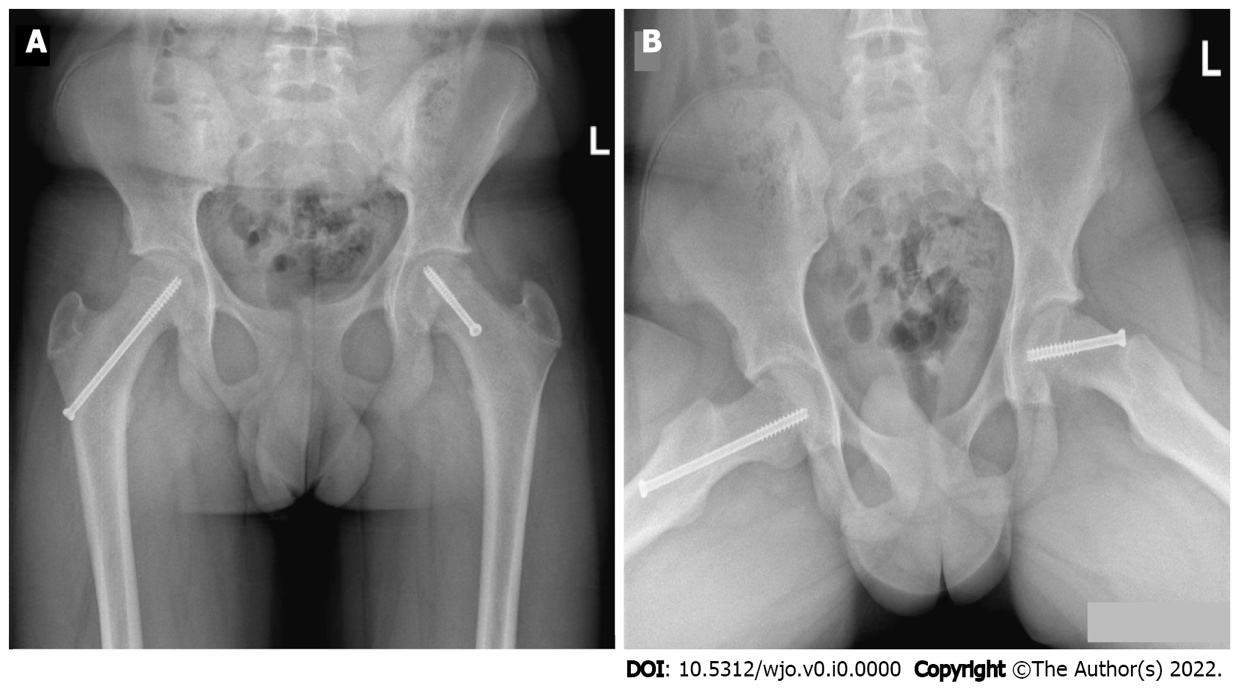 A
L
B
L
DOI: 10.5312/wjo.v0.i0.0000 Copyright ©The Author(s) 2022.